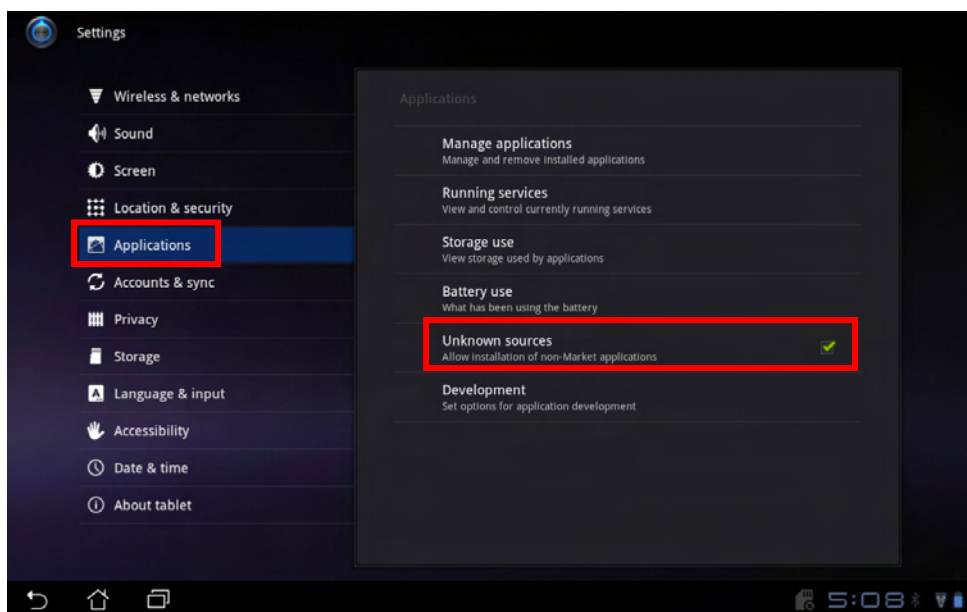 Settings
Wireless & networks
Sound
Screen
Location & security
Applications
Accounts & sync
Privacy
Storage
Language & input
Accessibility
Date & time
About tablet
Applications
Manage applications
Manage and remove installed applications
Running services
View and control currently running services
Storage use
View storage used by applications
Battery use
What has been using the battery
Unknown sources
Allow installation of non-Market applications
Development
Set options for application development
5:08